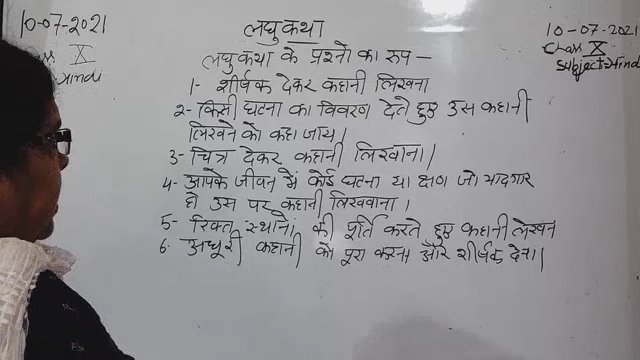 10-07-2021
X
Hindi
लघु कथा
10-07-2021
Class X
Subject-Hind
लघु कथा के प्रश्नों का रूप -
1- शीर्षक देकर कहानी लिखना
2- किसी घटना का विवरण देते हुए उस कहानी
लिखने को कहा जाय।
3- चित्र देकर कहानी लिखाना।
4- आपके जीवन में कोई घटना या क्षण जो यादगार
हो उस पर कहानी लिखवाना।
5- रिक्त स्थानों की पूर्ति करते हुए कहानी लेखन
6. अधूरी कहानी को पूरा करना और शीर्षक देना।